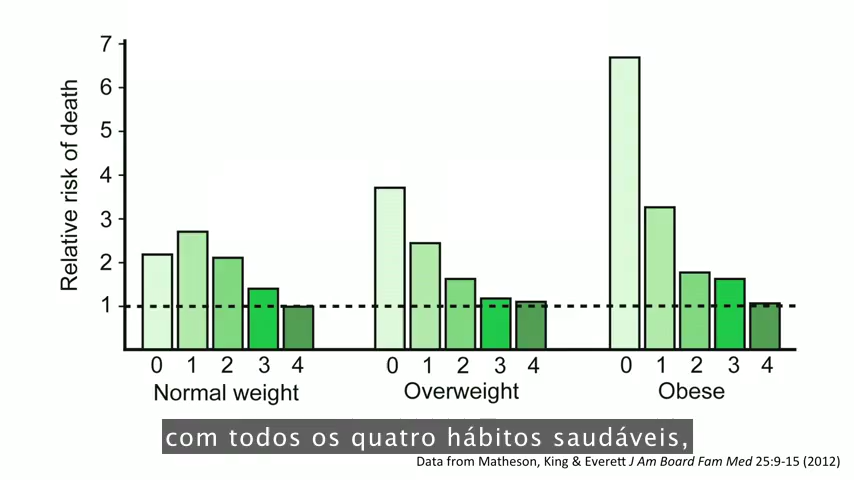 7
6
5
4
3
2
1
Relative risk of death
0 1 2 3 4 0 1 2 3 4 0 1 2 3 4
Normal weight Overweight Obese
com todos os quatro hábitos saudáveis,
Data from Matheson, King & Everett J Am Board Fam Med 25:9-15 (2012)